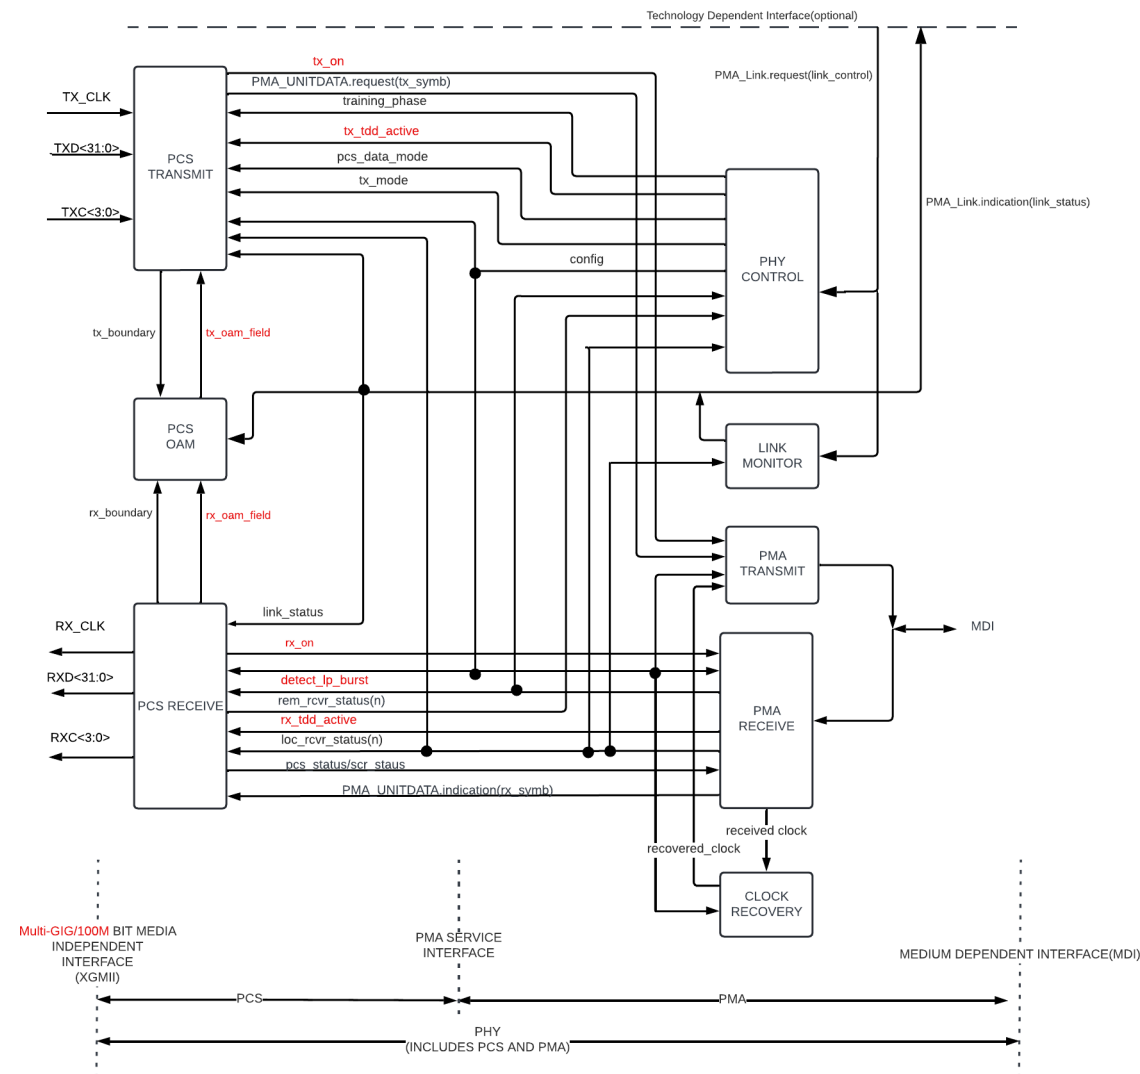 Technology Dependent Interface(optional)
tx_on
PMA_UNITDATA.request(tx_symb)
PMA_Link.request(link_control)
TX_CLK
training_phase
tx_tdd_active
TXD<31:0>
PCS
TRANSMIT
pcs_data_mode
tx_mode
TXC<3:0>
PMA_Link.indication(link_status)
config
PHY
CONTROL
tx_boundary
tx_oam_field
PCS
OAM
LINK
MONITOR
rx_boundary
rx_oam_field
PMA
TRANSMIT
link_status
RX_CLK
MDI
rx_on
RXD<31:0>
detect_lp_burst
rem_rcvr_status(n)
PCS RECEIVE
PMA
RECEIVE
rx_tdd_active
RXC<3:0>
loc_rcvr_status(n)
pcs_status/scr_staus
PMA_UNITDATA.indication(rx_symb)
received clock
recovered_clock
CLOCK
RECOVERY
Multi-GIG/100M BIT MEDIA
INDEPENDENT
INTERFACE
(XGMII)
PMA SERVICE
INTERFACE
MEDIUM DEPENDENT INTERFACE(MDI)
PCS
PMA
PHY
(INCLUDES PCS AND PMA)